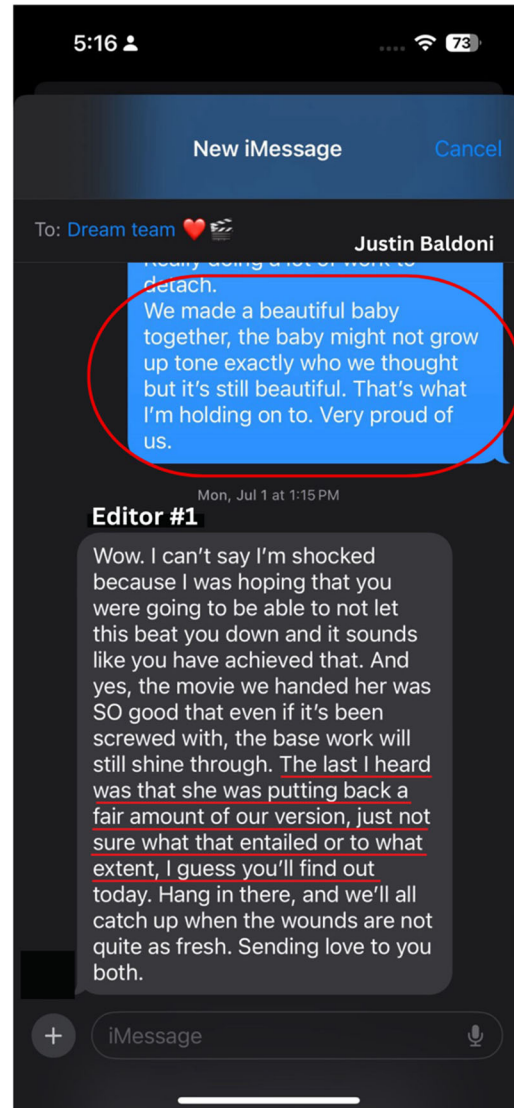 5:16
73
New iMessage
Cancel
To: Dream team ❤️🎬
Justin Baldoni
Really doing a lot of work to
detach.
We made a beautiful baby
together, the baby might not grow
up tone exactly who we thought
but it's still beautiful. That's what
I'm holding on to. Very proud of
us.
Mon, Jul 1 at 1:15 PM
Editor #1
Wow. I can't say I'm shocked
because I was hoping that you
were going to be able to not let
this beat you down and it sounds
like you have achieved that. And
yes, the movie we handed her was
SO good that even if it's been
screwed with, the base work will
still shine through. The last I heard
was that she was putting back a
fair amount of our version, just not
sure what that entailed or to what
extent, I guess you'll find out
today. Hang in there, and we'll all
catch up when the wounds are not
quite as fresh. Sending love to you
both.
iMessage